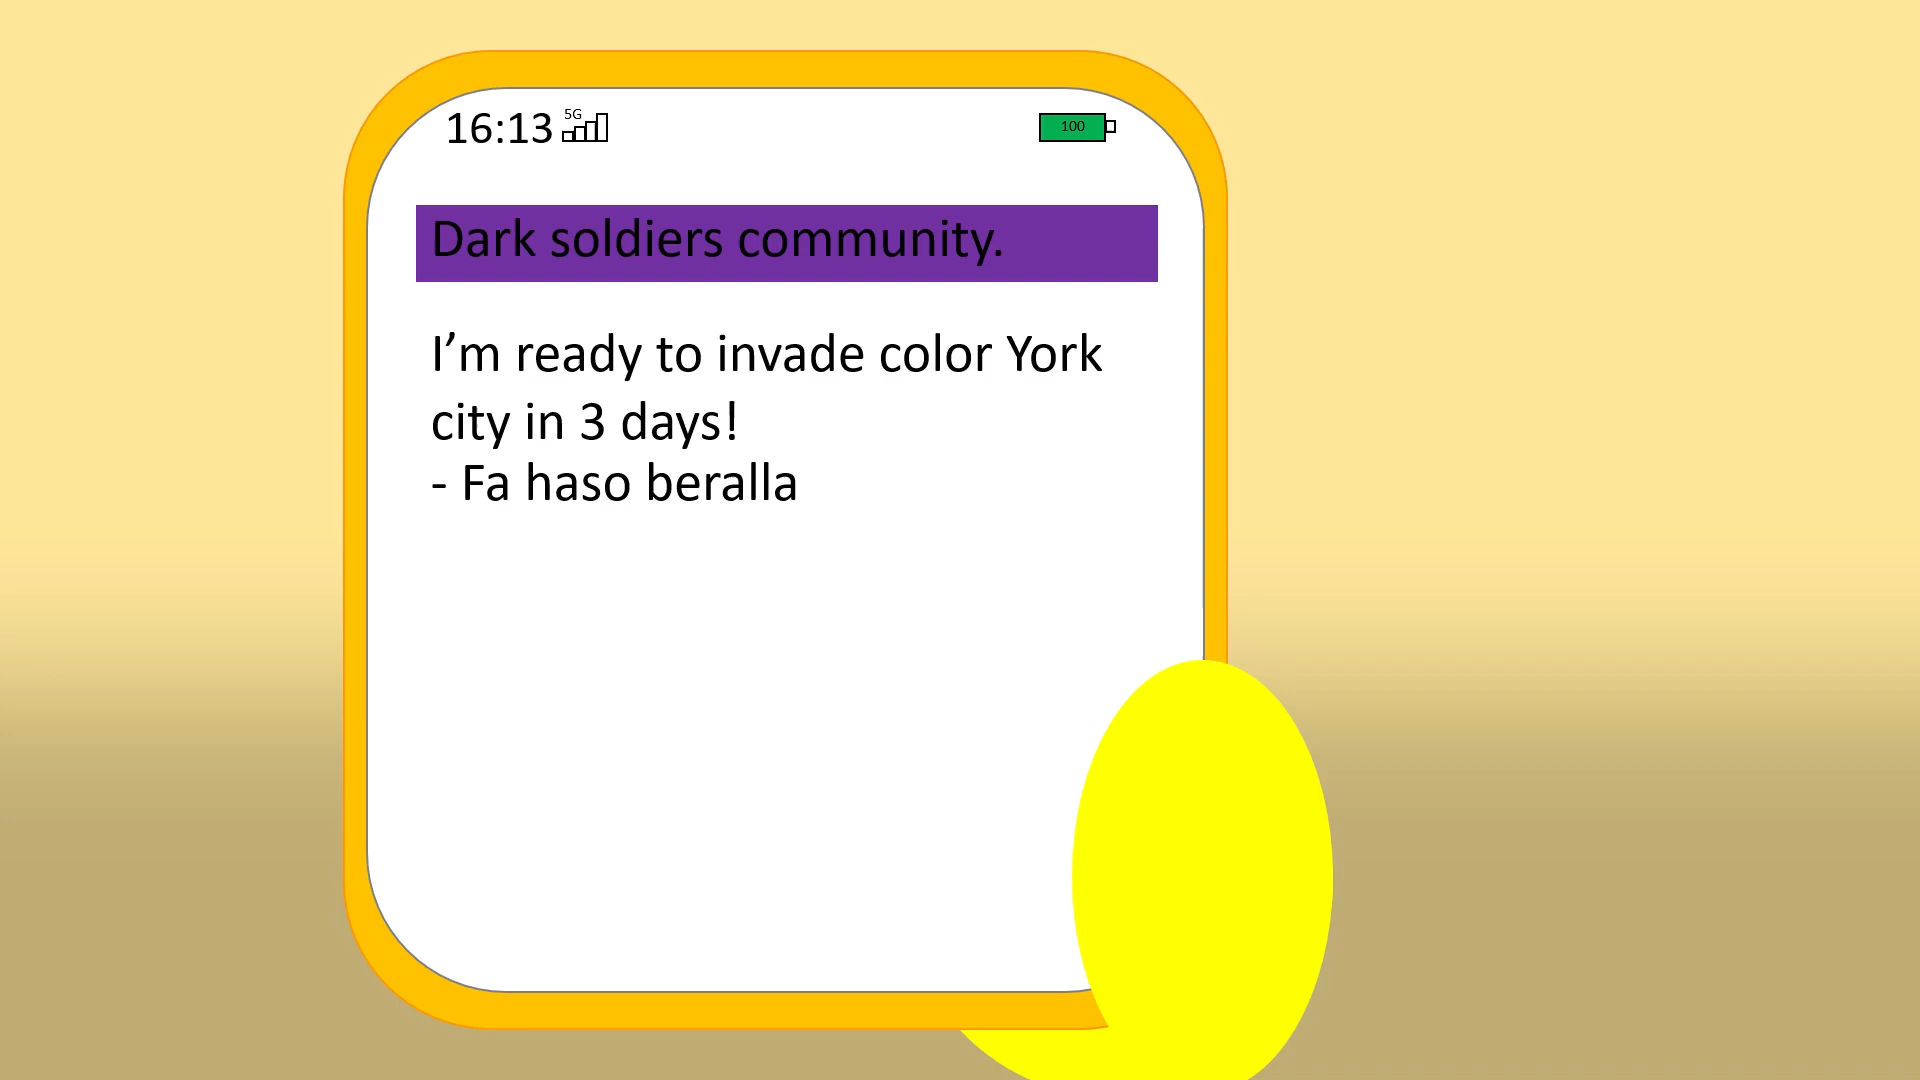 16:13 5G 100
Dark soldiers community.
I’m ready to invade color York
city in 3 days!
- Fa haso beralla